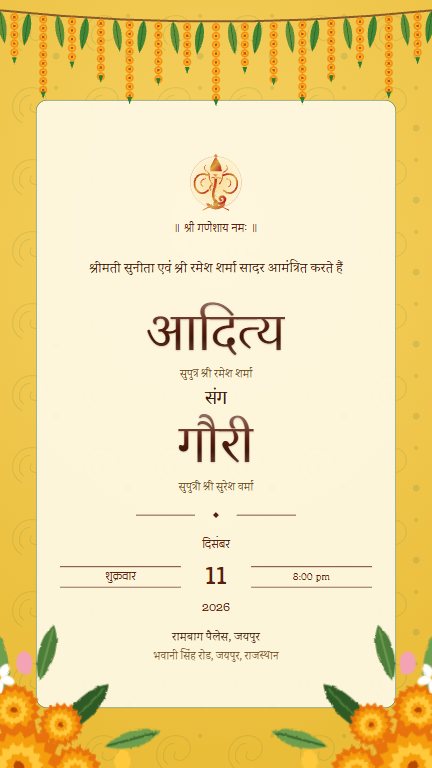 ॥ श्री गणेशाय नमः ॥
श्रीमती सुनीता एवं श्री रमेश शर्मा सादर आमंत्रित करते हैं
आदित्य
सुपुत्र श्री रमेश शर्मा
संग
गौरी
सुपुत्री श्री सुरेश वर्मा
दिसंबर
शुक्रवार 11 8:00 pm
2026
रामबाग पैलेस, जयपुर
भवानी सिंह रोड, जयपुर, राजस्थान